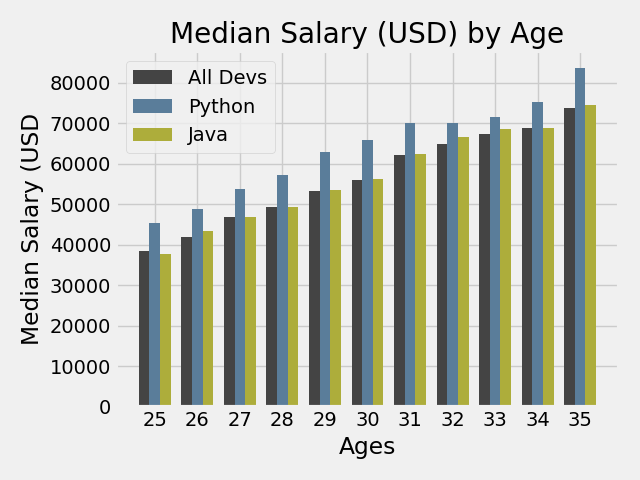 Median Salary (USD) by Age
All Devs
Python
Java
80000
70000
60000
50000
40000
30000
20000
10000
0
Median Salary (USD
25 26 27 28 29 30 31 32 33 34 35
Ages